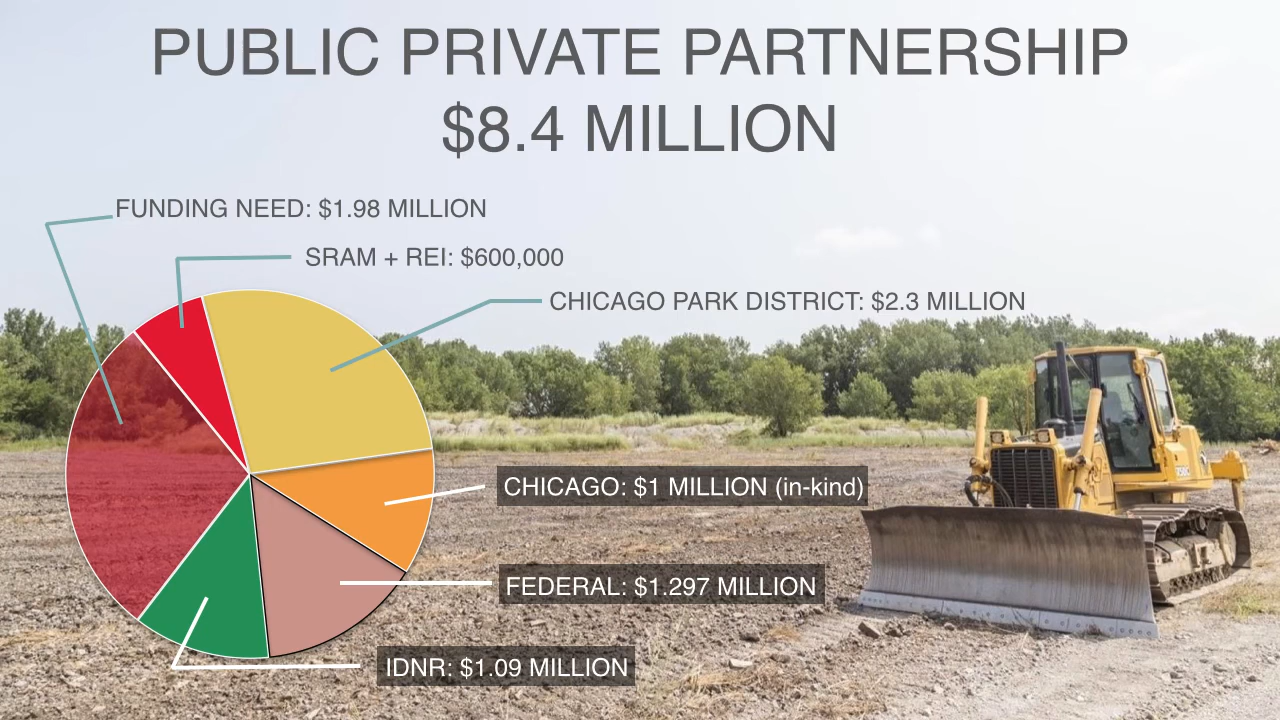 PUBLIC PRIVATE PARTNERSHIP
$8.4 MILLION
FUNDING NEED: $1.98 MILLION
SRAM + REI: $600,000
CHICAGO PARK DISTRICT: $2.3 MILLION
CHICAGO: $1 MILLION (in-kind)
FEDERAL: $1.297 MILLION
IDNR: $1.09 MILLION